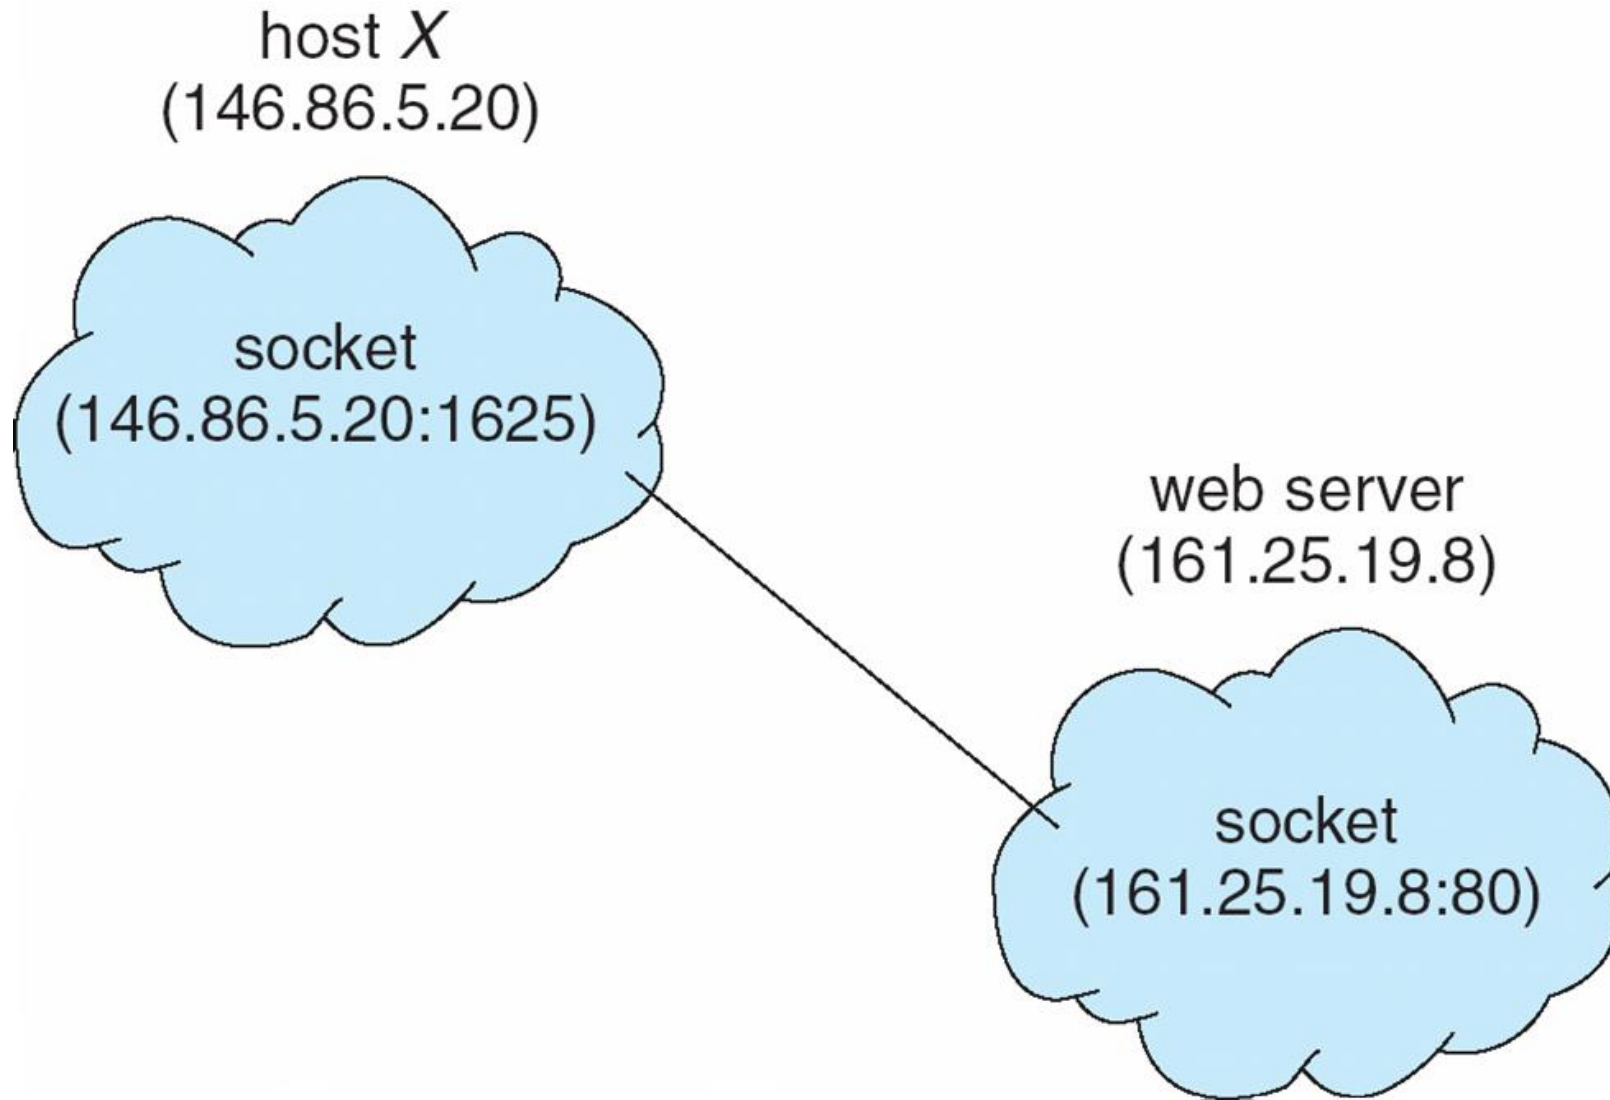 host X
(146.86.5.20)
socket
(146.86.5.20:1625)
web server
(161.25.19.8)
socket
(161.25.19.8:80)